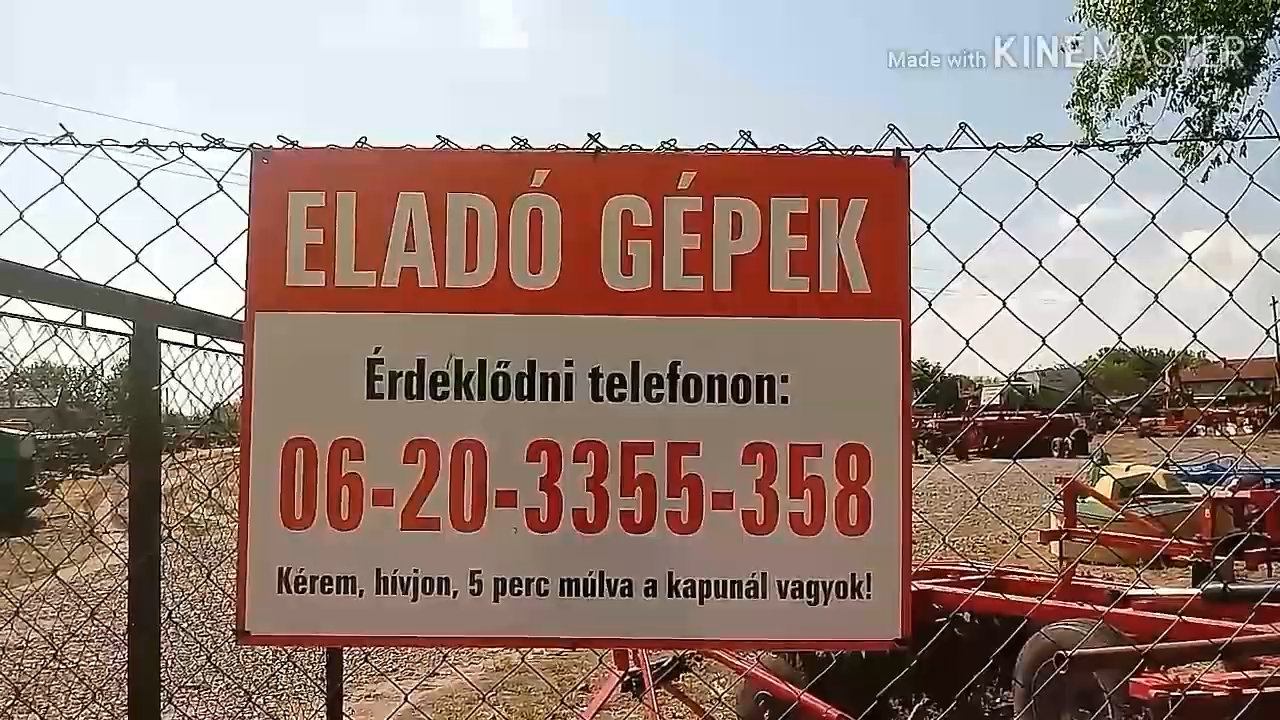 Made with KINEMASTER
ELADÓ GÉPEK
Érdeklődni telefonon:
06-20-3355-358
Kérem, hívjon, 5 perc múlva a kapunál vagyok!